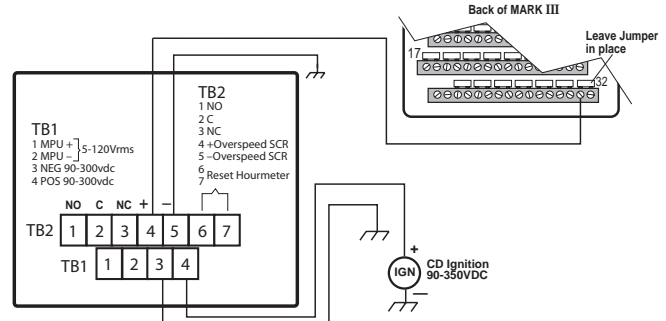 Back of MARK III
Leave Jumper
in place
17
32
TB2
1 NO
2 C
3 NC
4 +Overspeed SCR
5 –Overspeed SCR
6
7 Reset Hourmeter
TB1
1 MPU +
2 MPU –
5-120Vrms
3 NEG 90-300vdc
4 POS 90-300vdc
NO C NC + –
TB2 1 2 3 4 5 6 7
TB1 1 2 3 4
+
IGN
CD Ignition
90-350VDC
–